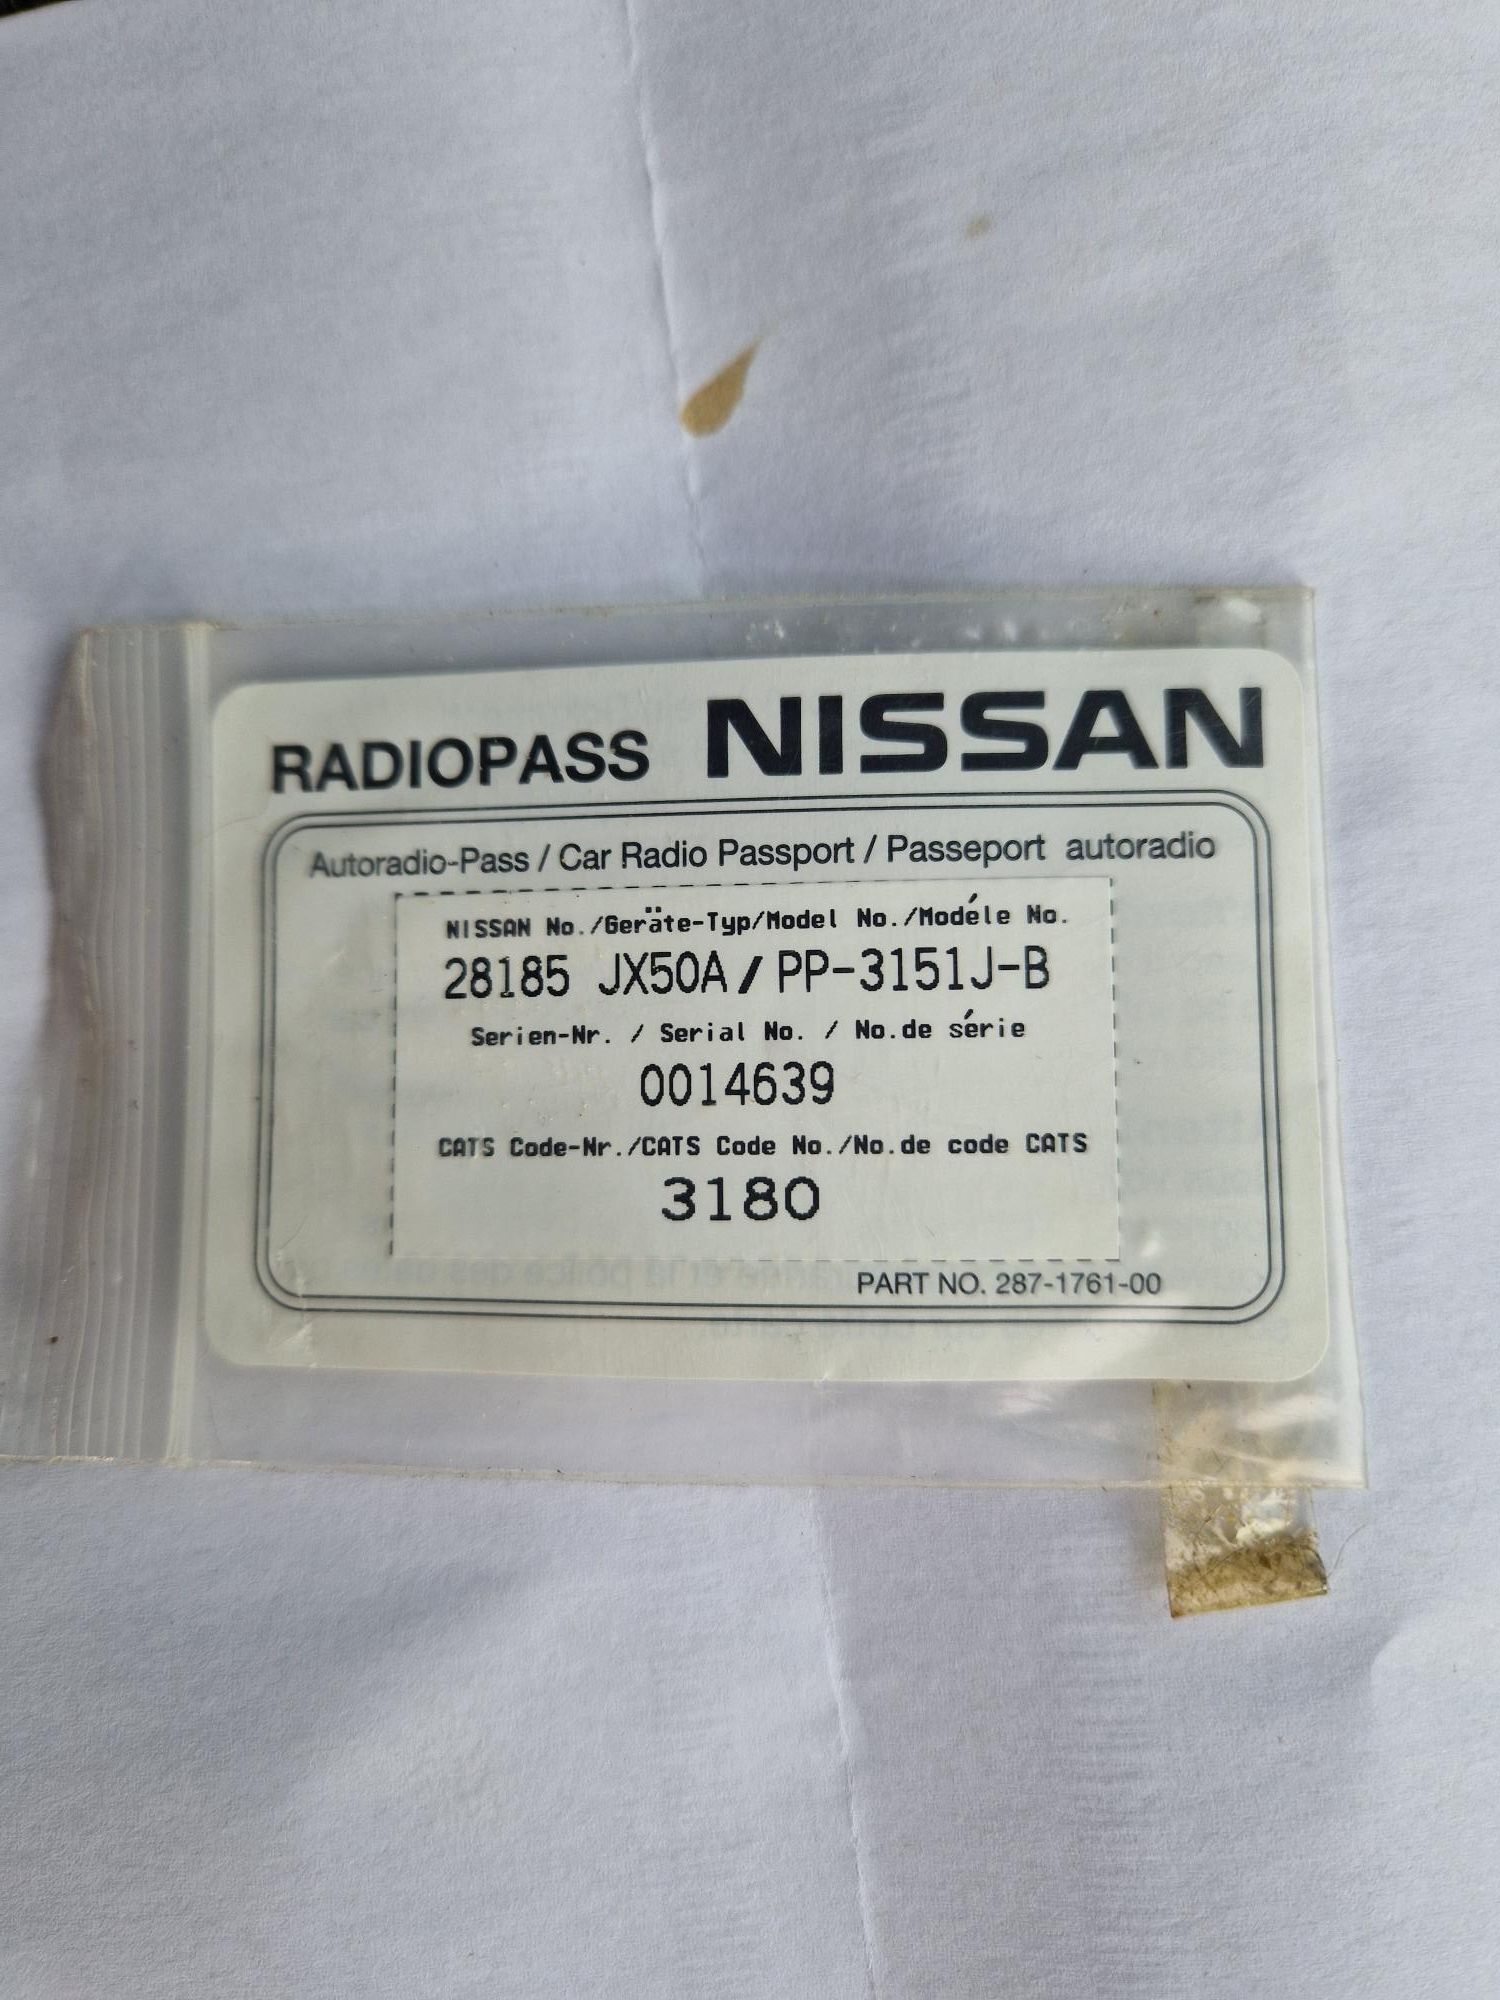 RADIOPASS NISSAN
Autoradio-Pass / Car Radio Passport / Passeport autoradio
NISSAN No./Geräte-Typ/Model No./Modéle No.
28185 JX50A / PP-3151J-B
Serien-Nr. / Serial No. / No.de série
0014639
CATS Code-Nr./CATS Code No./No.de code CATS
3180
PART NO. 287-1761-00